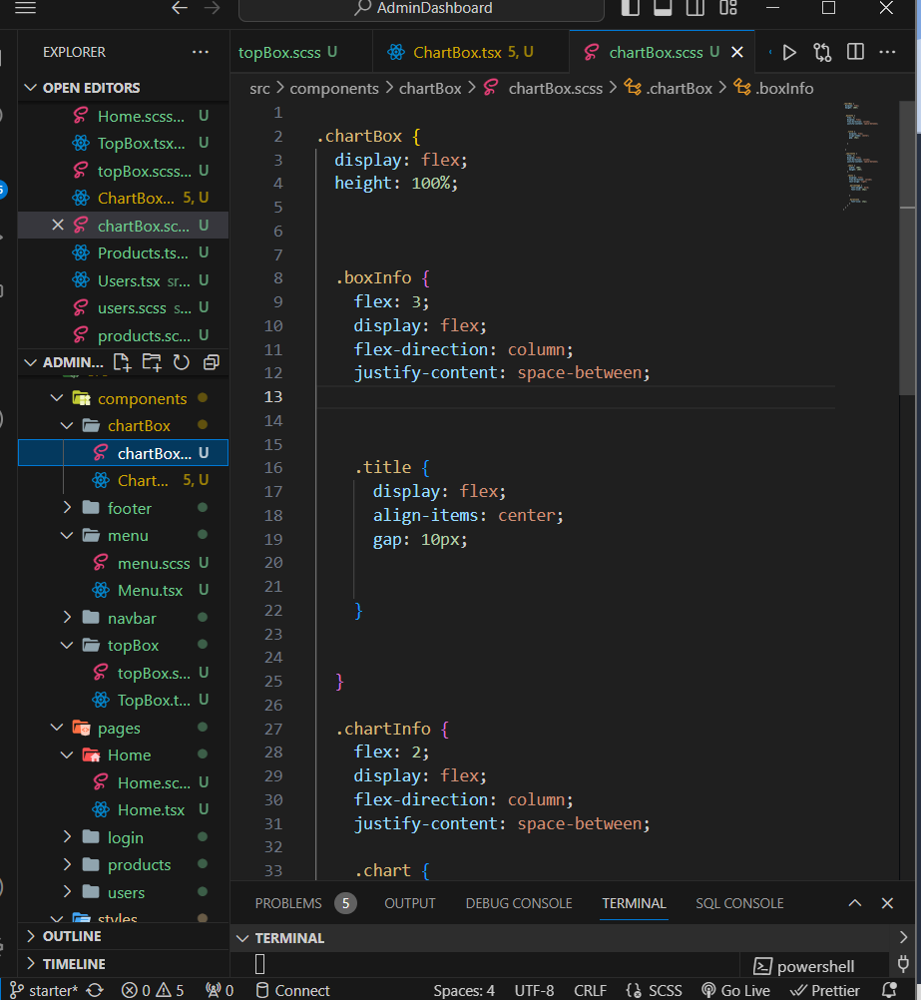 AdminDashboard
EXPLORER
topBox.scss U
ChartBox.tsx 5, U
chartBox.scss U
OPEN EDITORS
src > components > chartBox > chartBox.scss > .chartBox > .boxInfo
Home.scss... U
TopBox.tsx... U
topBox.scss... U
ChartBox... 5, U
chartBox.sc... U
Products.ts... U
Users.tsx sr... U
users.scss s... U
products.sc... U
ADMIN...
components
chartBox
chartBox... U
Chart... 5, U
footer
menu
menu.scss U
Menu.tsx U
navbar
topBox
topBox.s... U
TopBox.t... U
pages
Home
Home.sc... U
Home.tsx U
login
products
users
styles
OUTLINE
TIMELINE
1
2 .chartBox {
3 display: flex;
4 height: 100%;
5
6
7
8 .boxInfo {
9 flex: 3;
10 display: flex;
11 flex-direction: column;
12 justify-content: space-between;
13
14
15
16 .title {
17 display: flex;
18 align-items: center;
19 gap: 10px;
20
21
22 }
23
24
25 }
26
27 .chartInfo {
28 flex: 2;
29 display: flex;
30 flex-direction: column;
31 justify-content: space-between;
32
33 .chart {
PROBLEMS 5 OUTPUT DEBUG CONSOLE TERMINAL SQL CONSOLE
TERMINAL
powershell
starter* 0 5 0 Connect Spaces: 4 UTF-8 CRLF SCSS Go Live Prettier